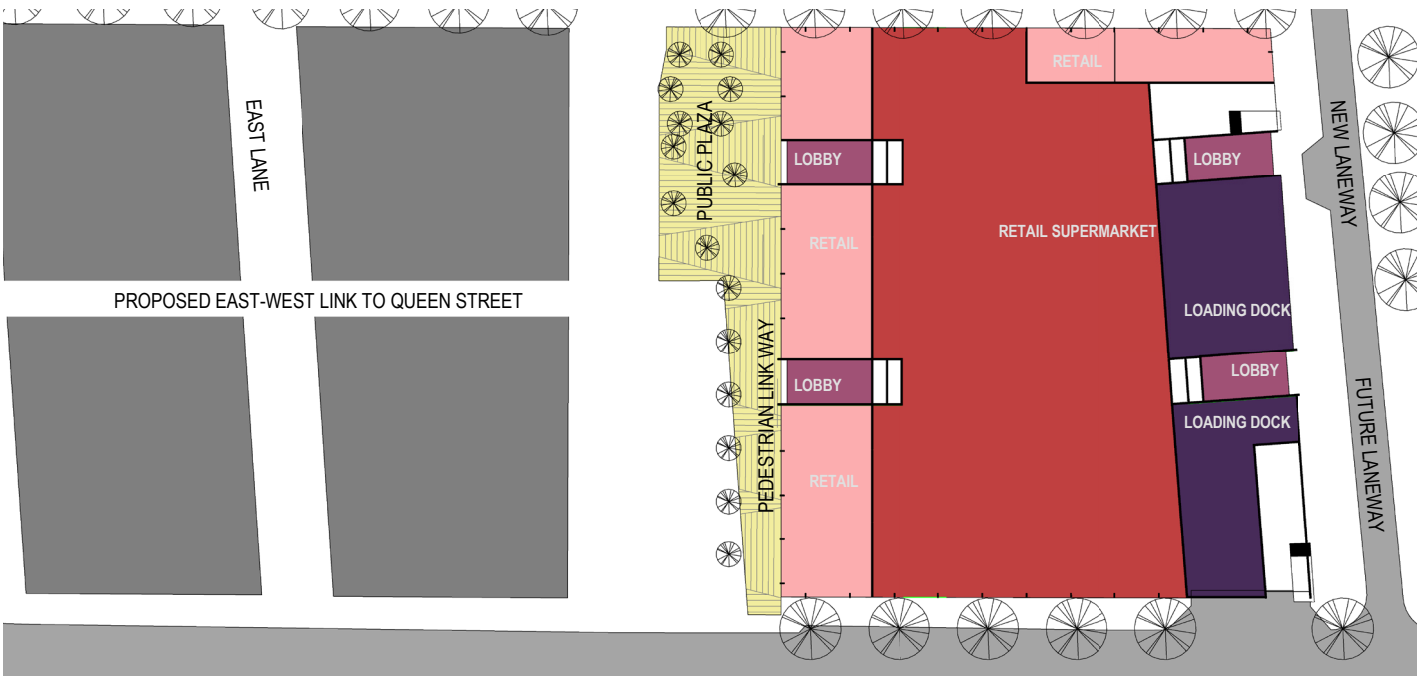 EAST LANE
PROPOSED EAST-WEST LINK TO QUEEN STREET
PUBLIC PLAZA
PEDESTRIAN LINK WAY
LOBBY
RETAIL
LOBBY
RETAIL
RETAIL
RETAIL SUPERMARKET
LOBBY
LOADING DOCK
LOBBY
LOADING DOCK
NEW LANEWAY
FUTURE LANEWAY